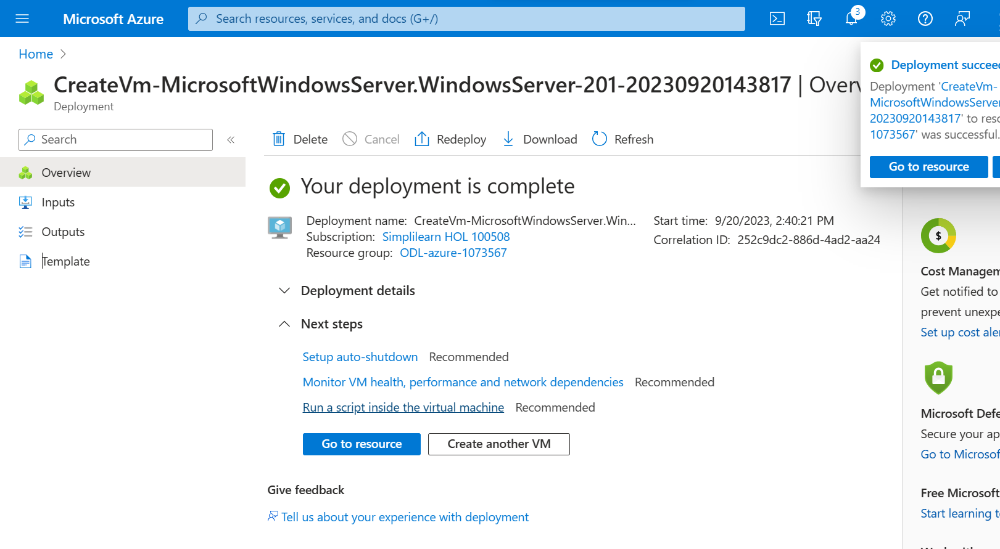 Microsoft Azure
Search resources, services, and docs (G+/)
3
Home
CreateVm-MicrosoftWindowsServer.WindowsServer-201-20230920143817 | Overv
Deployment
Search
«
Overview
Inputs
Outputs
Template
Delete
Cancel
Redeploy
Download
Refresh
Your deployment is complete
Deployment name: CreateVm-MicrosoftWindowsServer.Win...
Subscription: Simplilearn HOL 100508
Resource group: ODL-azure-1073567
Start time: 9/20/2023, 2:40:21 PM
Correlation ID: 252c9dc2-886d-4ad2-aa24
Deployment details
Next steps
Setup auto-shutdown Recommended
Monitor VM health, performance and network dependencies Recommended
Run a script inside the virtual machine Recommended
Go to resource
Create another VM
Give feedback
Tell us about your experience with deployment
Deployment succeed
Deployment 'CreateVm-
MicrosoftWindowsServer
20230920143817' to reso
1073567' was successful.
Go to resource
$
Cost Managem
Get notified to
prevent unexpe
Set up cost aler
Microsoft Defe
Secure your ap
Go to Microsof
Free Microsoft
Start learning t